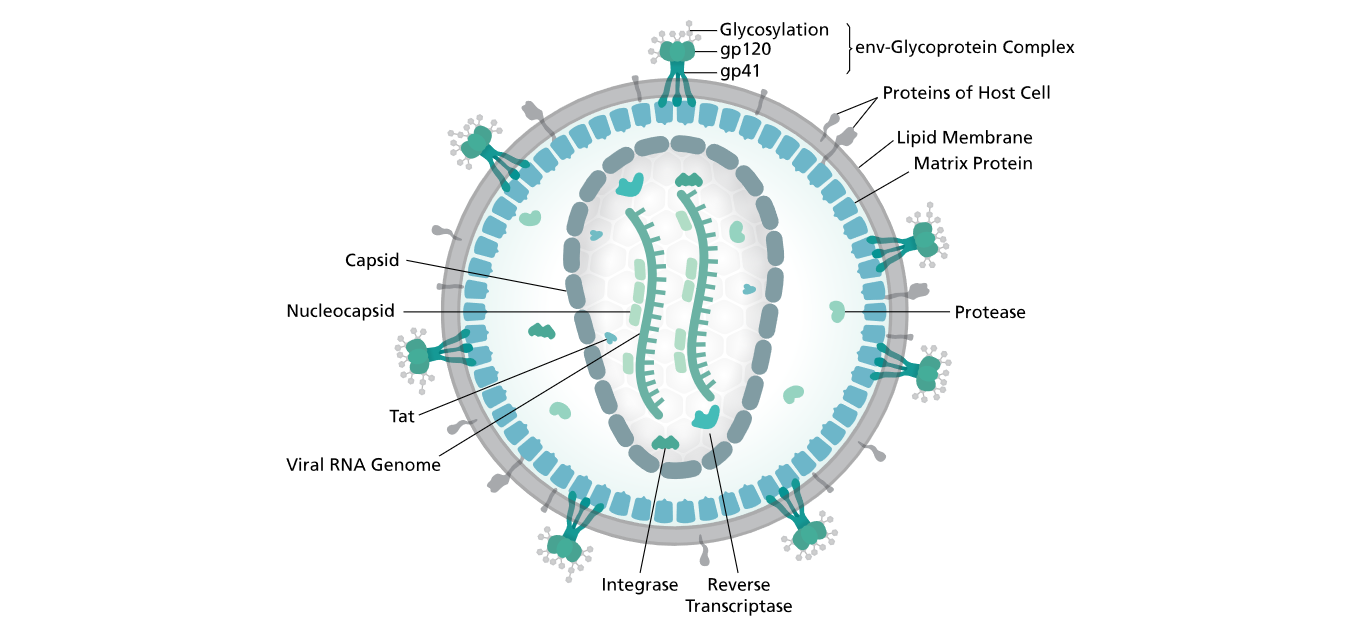 Glycosylation
gp120
gp41
env-Glycoprotein Complex
Proteins of Host Cell
Lipid Membrane
Matrix Protein
Capsid
Nucleocapsid
Protease
Tat
Viral RNA Genome
Integrase
Reverse
Transcriptase